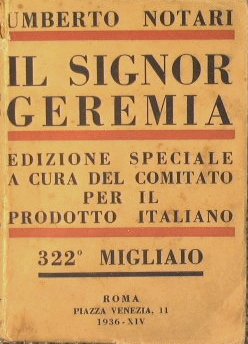 UMBERTO NOTARI
IL SIGNOR
GEREMIA
EDIZIONE SPECIALE
A CURA DEL COMITATO
PER IL
PRODOTTO ITALIANO
322º MIGLIAIO
ROMA
PIAZZA VENEZIA, 11
1936-XIV